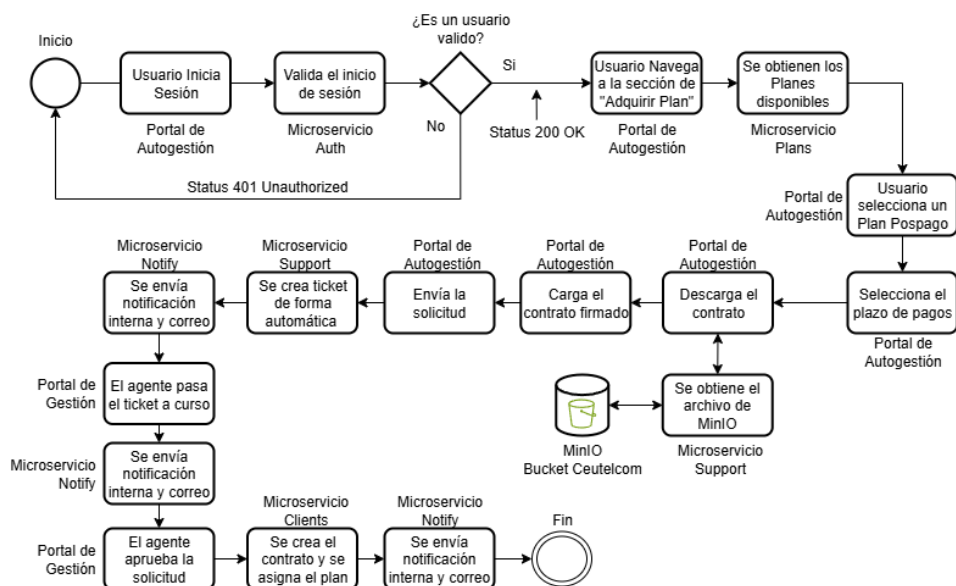 Inicio
Usuario Inicia
Sesión
Portal de
Autogestión
Valida el inicio
de sesión
Microservicio
Auth
¿Es un usuario
valido?
Si
No
Status 200 OK
Status 401 Unauthorized
Usuario Navega
a la sección de
"Adquirir Plan"
Portal de
Autogestión
Se obtienen los
Planes
disponibles
Microservicio
Plans
Portal de
Autogestión
Usuario
selecciona un
Plan Pospago
Selecciona el
plazo de pagos
Portal de
Autogestión
Portal de
Autogestión
Descarga el
contrato
Se obtiene el
archivo de
MinIO
Microservicio
Support
MinIO
Bucket Ceutelcom
Portal de
Autogestión
Carga el
contrato firmado
Portal de
Autogestión
Envía la
solicitud
Microservicio
Support
Se crea ticket
de forma
automática
Microservicio
Notify
Se envía
notificación
interna y correo
Portal de
Gestión
El agente pasa
el ticket a curso
Microservicio
Notify
Se envía
notificación
interna y correo
Portal de
Gestión
El agente
aprueba la
solicitud
Microservicio
Clients
Se crea el
contrato y se
asigna el plan
Microservicio
Notify
Se envía
notificación
interna y correo
Fin